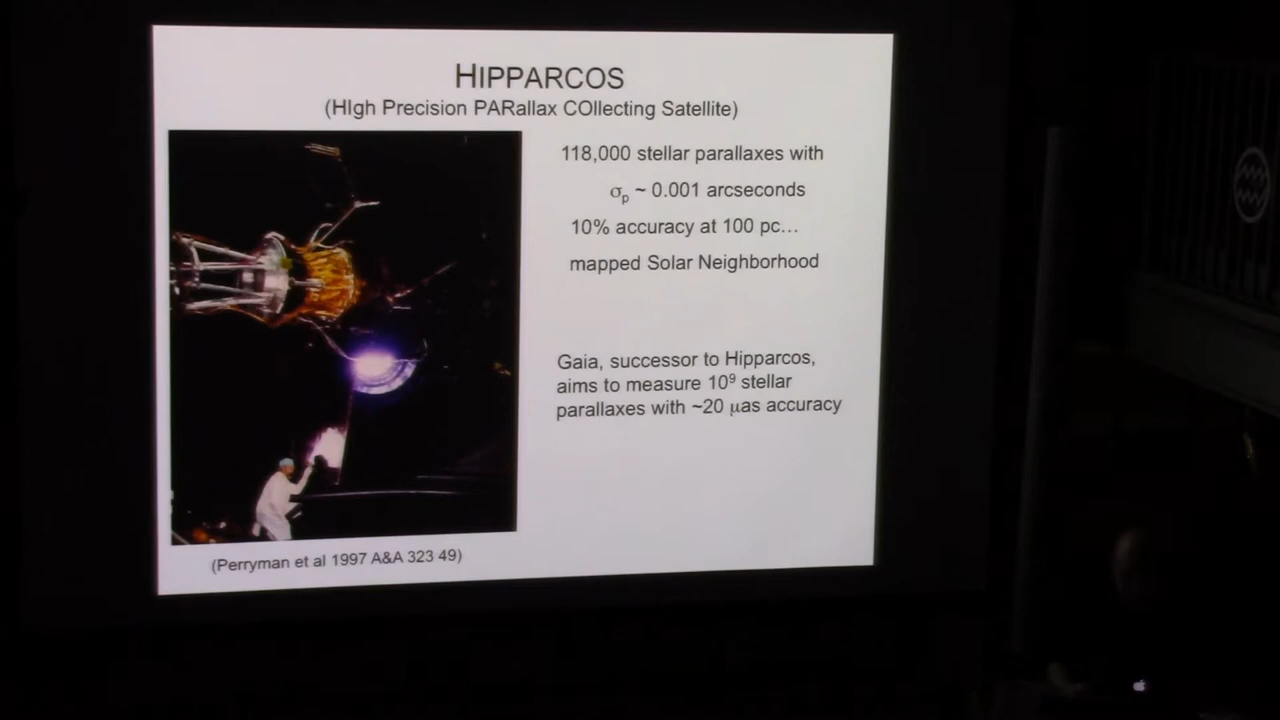 HIPPARCOS
(HIgh Precision PARallax COllecting Satellite)
118,000 stellar parallaxes with
σp ~ 0.001 arcseconds
10% accuracy at 100 pc…
mapped Solar Neighborhood
Gaia, successor to Hipparcos,
aims to measure 10⁹ stellar
parallaxes with ~20 μas accuracy
(Perryman et al 1997 A&A 323 49)